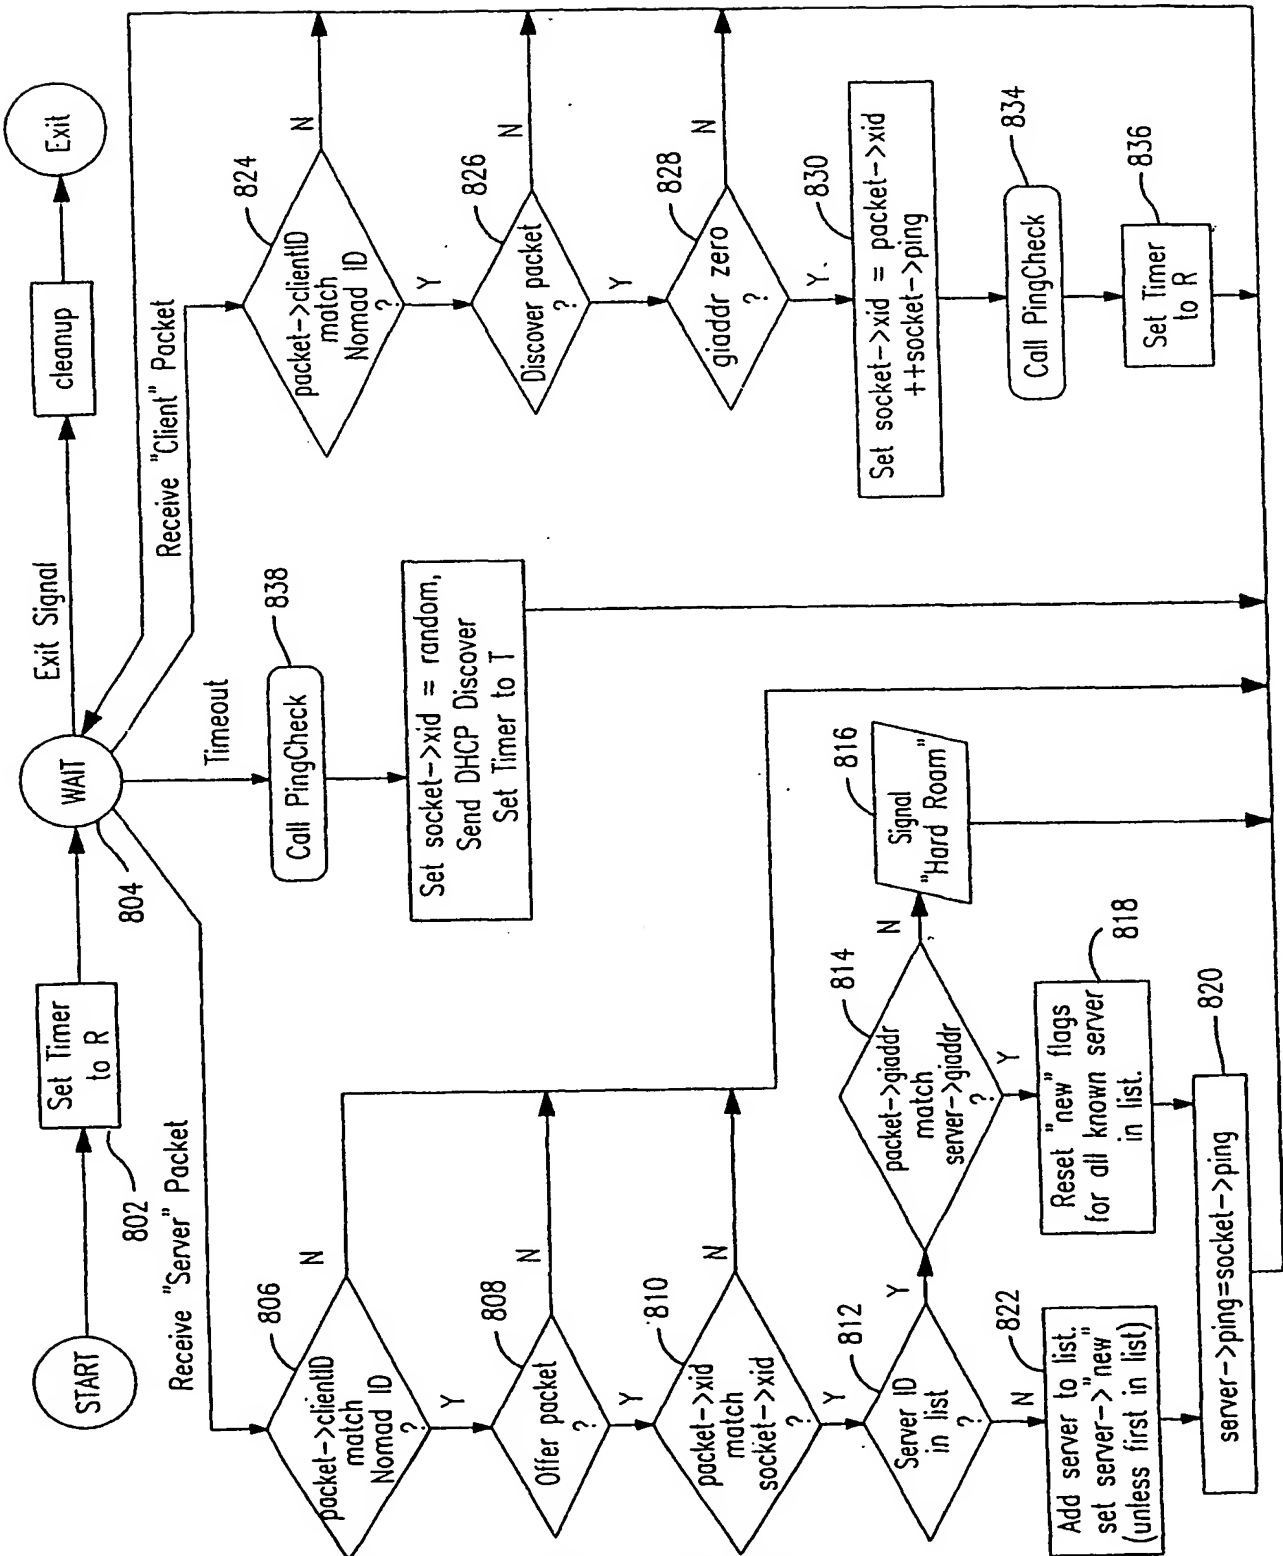 START
Set Timer
to R
802
WAIT
804
Exit Signal
cleanup
Exit
Receive "Server" Packet
packet->clientID
match
Nomad ID
?
806
N
Y
Offer packet
?
808
N
Y
packet->xid
match
socket->xid
?
810
N
Y
Server ID
in list
?
812
Y
N
packet->giaddr
match
server->giaddr
?
814
N
Y
Signal
"Hard Roam"
816
Reset "new" flags
for all known server
in list.
818
Add server to list.
set server->"new"
(unless first in list)
822
server->ping=socket->ping
820
Timeout
Call PingCheck
838
Set socket->xid = random,
Send DHCP Discover
Set Timer to T
Receive "Client" Packet
packet->clientID
match
Nomad ID
?
824
N
Y
Discover packet
?
826
N
Y
giaddr zero
?
828
N
Y
Set socket->xid = packet->xid
++socket->ping
830
Call PingCheck
834
Set Timer
to R
836